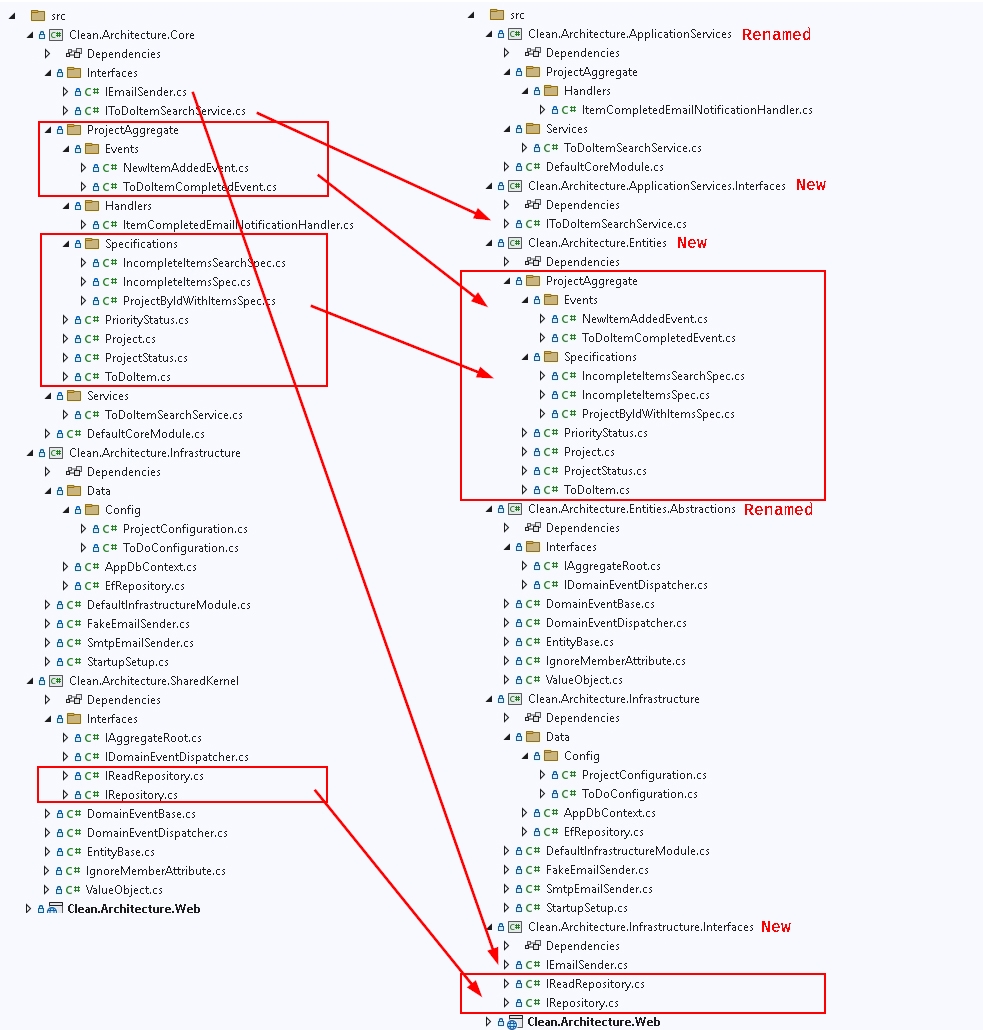 src
Clean.Architecture.Core
Dependencies
Interfaces
C# IEmailSender.cs
C# IToDoItemSearchService.cs
ProjectAggregate
Events
C# NewItemAddedEvent.cs
C# ToDoItemCompletedEvent.cs
Handlers
C# ItemCompletedEmailNotificationHandler.cs
Specifications
C# IncompleteItemsSearchSpec.cs
C# IncompleteItemsSpec.cs
C# ProjectByIdWithItemsSpec.cs
C# PriorityStatus.cs
C# Project.cs
C# ProjectStatus.cs
C# ToDoItem.cs
Services
C# ToDoItemSearchService.cs
C# DefaultCoreModule.cs
Clean.Architecture.Infrastructure
Dependencies
Data
Config
C# ProjectConfiguration.cs
C# ToDoConfiguration.cs
C# AppDbContext.cs
C# EfRepository.cs
C# DefaultInfrastructureModule.cs
C# FakeEmailSender.cs
C# SmtpEmailSender.cs
C# StartupSetup.cs
Clean.Architecture.SharedKernel
Dependencies
Interfaces
C# IAggregateRoot.cs
C# IDomainEventDispatcher.cs
C# IReadRepository.cs
C# IRepository.cs
C# DomainEventBase.cs
C# DomainEventDispatcher.cs
C# EntityBase.cs
C# IgnoreMemberAttribute.cs
C# ValueObject.cs
Clean.Architecture.Web
src
Clean.Architecture.ApplicationServices Renamed
Dependencies
ProjectAggregate
Handlers
C# ItemCompletedEmailNotificationHandler.cs
Services
C# ToDoItemSearchService.cs
C# DefaultCoreModule.cs
Clean.Architecture.ApplicationServices.Interfaces New
Dependencies
C# IToDoItemSearchService.cs
Clean.Architecture.Entities New
Dependencies
ProjectAggregate
Events
C# NewItemAddedEvent.cs
C# ToDoItemCompletedEvent.cs
Specifications
C# IncompleteItemsSearchSpec.cs
C# IncompleteItemsSpec.cs
C# ProjectByIdWithItemsSpec.cs
C# PriorityStatus.cs
C# Project.cs
C# ProjectStatus.cs
C# ToDoItem.cs
Clean.Architecture.Entities.Abstractions Renamed
Dependencies
Interfaces
C# IAggregateRoot.cs
C# IDomainEventDispatcher.cs
C# DomainEventBase.cs
C# DomainEventDispatcher.cs
C# EntityBase.cs
C# IgnoreMemberAttribute.cs
C# ValueObject.cs
Clean.Architecture.Infrastructure
Dependencies
Data
Config
C# ProjectConfiguration.cs
C# ToDoConfiguration.cs
C# AppDbContext.cs
C# EfRepository.cs
C# DefaultInfrastructureModule.cs
C# FakeEmailSender.cs
C# SmtpEmailSender.cs
C# StartupSetup.cs
Clean.Architecture.Infrastructure.Interfaces New
Dependencies
C# IEmailSender.cs
C# IReadRepository.cs
C# IRepository.cs
Clean.Architecture.Web